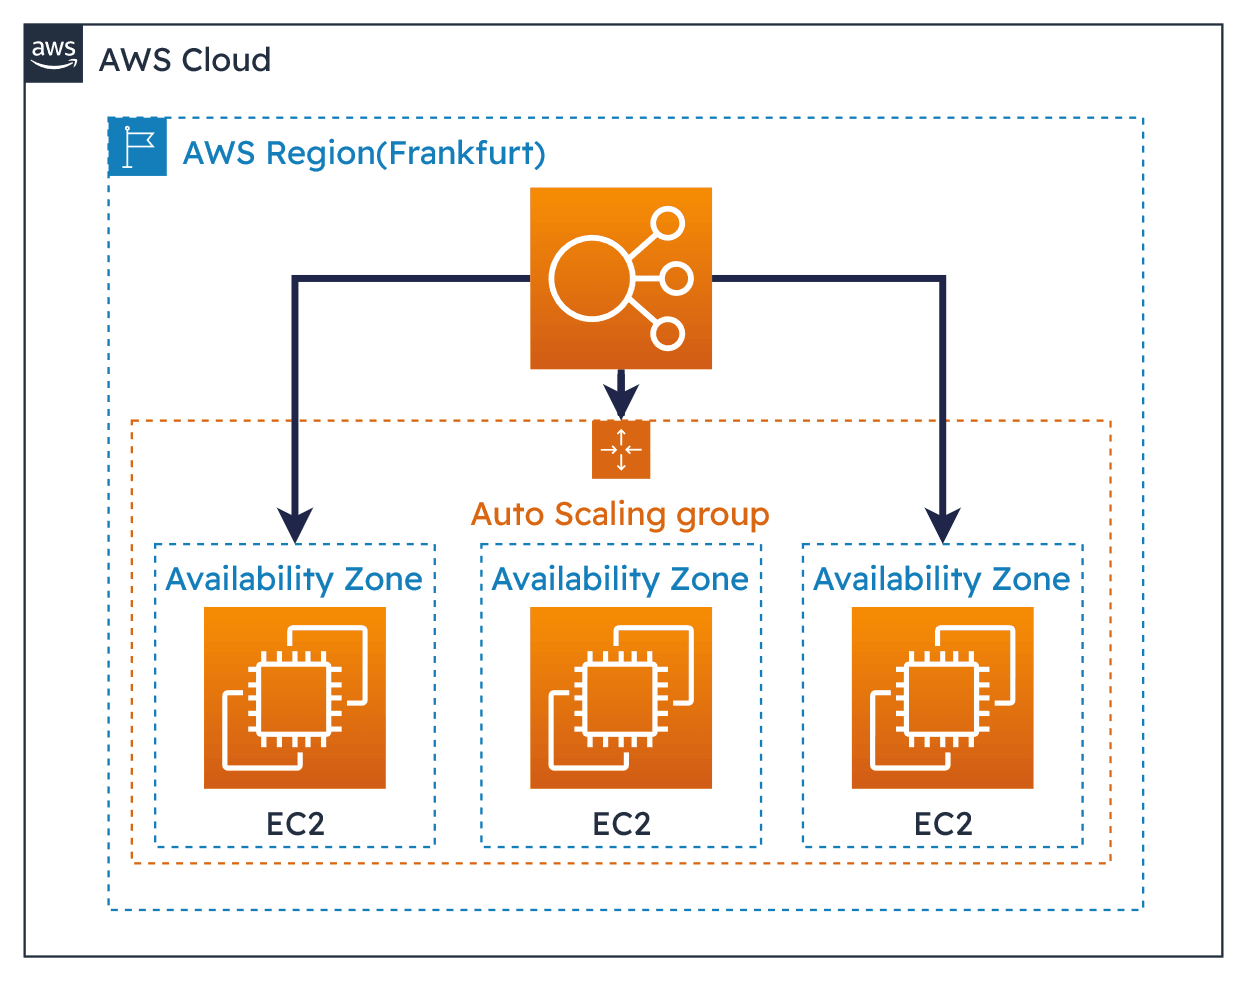 aws
AWS Cloud
AWS Region(Frankfurt)
Auto Scaling group
Availability Zone
Availability Zone
Availability Zone
EC2
EC2
EC2